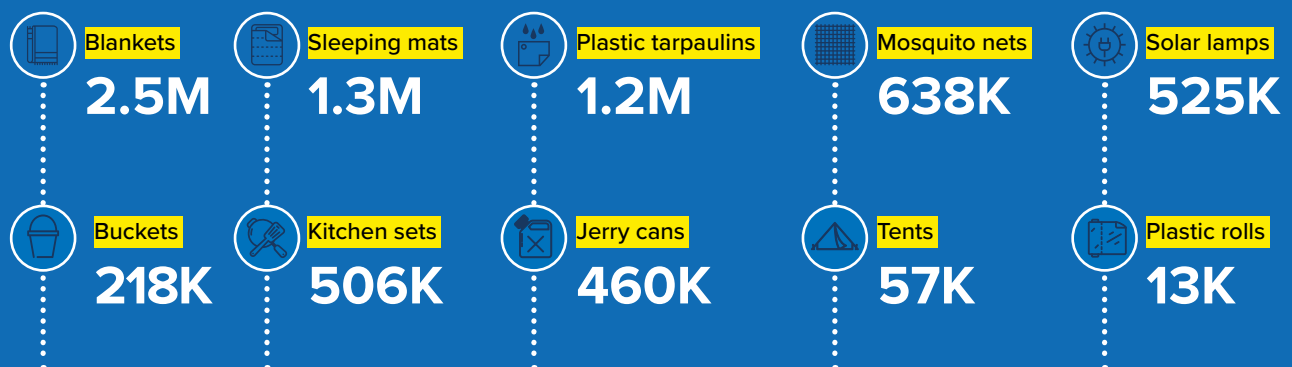 Blankets
2.5M
Sleeping mats
1.3M
Plastic tarpaulins
1.2M
Mosquito nets
638K
Solar lamps
525K
Buckets
218K
Kitchen sets
506K
Jerry cans
460K
Tents
57K
Plastic rolls
13K